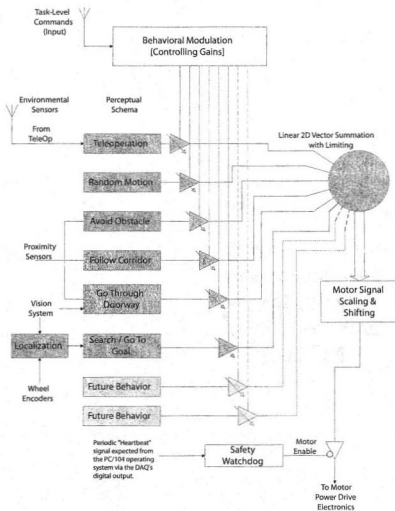 Task-Level
Commands
(Input)
Behavioral Modulation
[Controlling Gains]
Environmental
Sensors
Perceptual
Schema
From
TeleOp
Teleoperation
Linear 2D Vector Summation
with Limiting
Random Motion
Avoid Obstacle
Proximity
Sensors
Follow Corridor
Go Through
Doorway
Vision
System
Motor Signal
Scaling &
Shifting
Localization
Search / Go To
Goal
Wheel
Encoders
Future Behavior
Future Behavior
Periodic "Heartbeat"
signal expected from
the PC/104 operating
system via the DAQ's
digital output.
Safety
Watchdog
Motor
Enable
To Motor
Power Drive
Electronics